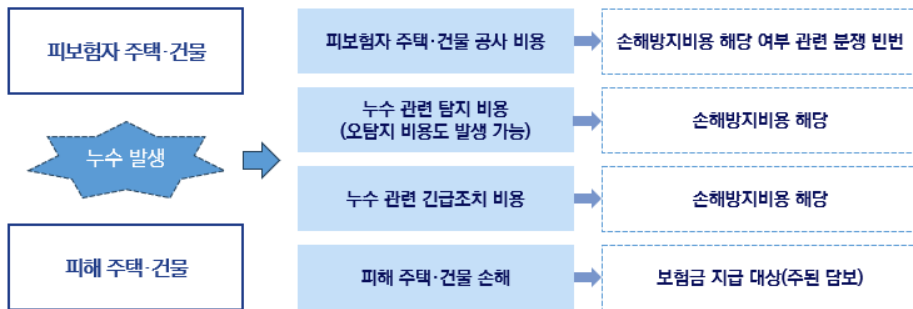 피보험자 주택·건물
누수 발생
피해 주택·건물
피보험자 주택·건물 공사 비용
손해방지비용 해당 여부 관련 분쟁 빈번
누수 관련 탐지 비용
(오탐지 비용도 발생 가능)
손해방지비용 해당
누수 관련 긴급조치 비용
손해방지비용 해당
피해 주택·건물 손해
보험금 지급 대상(주된 담보)